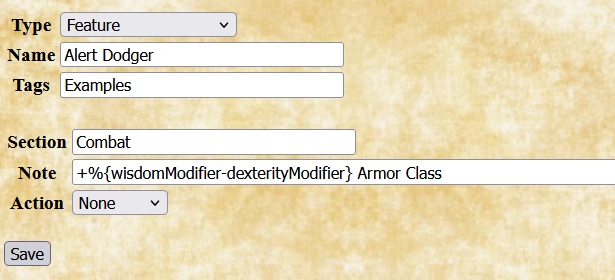 Type Feature
Name Alert Dodger
Tags Examples
Section Combat
Note +%{wisdomModifier-dexterityModifier} Armor Class
Action None
Save